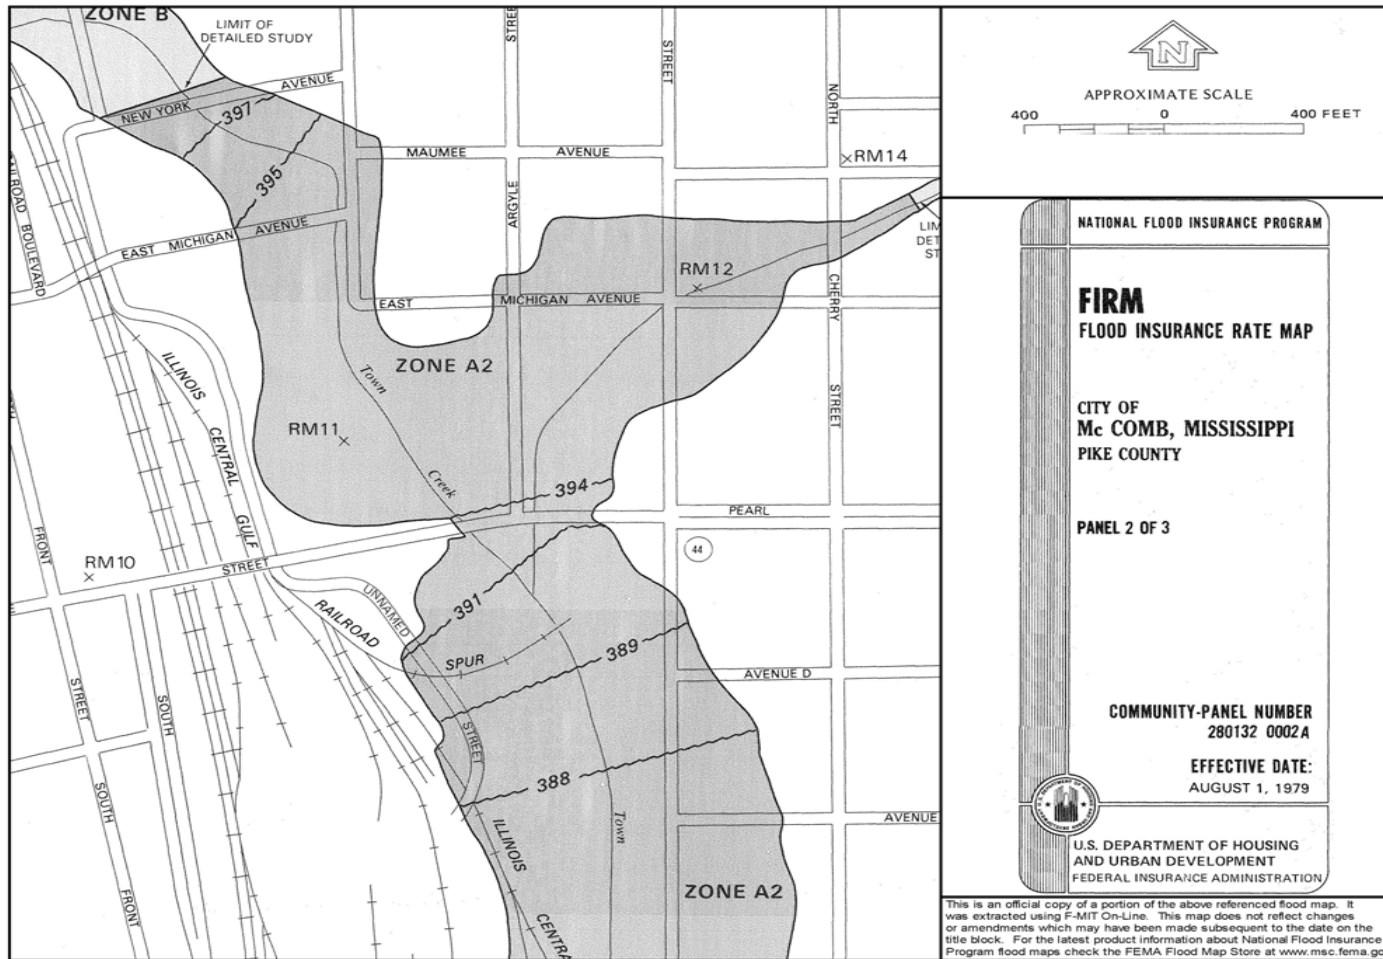 ZONE B
LIMIT OF
DETAILED STUDY
NEW YORK AVENUE
397
395
MAUMEE AVENUE
ARGYLE
STREET
NORTH
RM14
BOULEVARD
EAST MICHIGAN AVENUE
RM12
EAST MICHIGAN AVENUE
CHERRY
STREET
ZONE A2
Town
Creek
RM11
ILLINOIS
CENTRAL
GULF
RAILROAD
SPUR
394
PEARL
STREET
44
RM10
FRONT
STREET
SOUTH
SOUTH
FRONT
UNNAMED
STREET
391
389
388
AVENUE D
AVENUE
Town
ILLINOIS
ZONE A2
N
APPROXIMATE SCALE
400 0 400 FEET
NATIONAL FLOOD INSURANCE PROGRAM
FIRM
FLOOD INSURANCE RATE MAP
CITY OF
Mc COMB, MISSISSIPPI
PIKE COUNTY
PANEL 2 OF 3
COMMUNITY-PANEL NUMBER
280132 0002 A
EFFECTIVE DATE:
AUGUST 1, 1979
U.S. DEPARTMENT OF HOUSING
AND URBAN DEVELOPMENT
FEDERAL INSURANCE ADMINISTRATION
This is an official copy of a portion of the above referenced flood map. It
was extracted using F-MIT On-Line. This map does not reflect changes
or amendments which may have been made subsequent to the date on the
title block. For the latest product information about National Flood Insurance
Program flood maps check the FEMA Flood Map Store at www.msc.fema.go